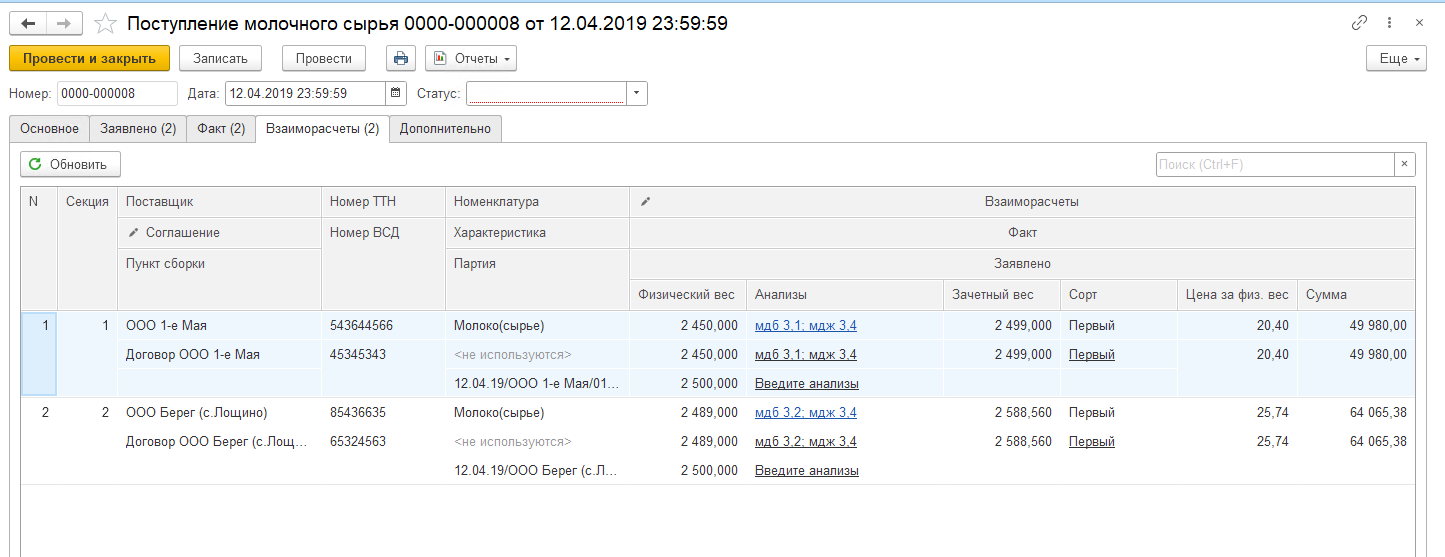 Поступление молочного сырья 0000-000008 от 12.04.2019 23:59:59
Провести и закрыть Записать Провести Отчеты Еще
Номер: 0000-000008 Дата: 12.04.2019 23:59:59 Статус:
Основное Заявлено (2) Факт (2) Взаиморасчеты (2) Дополнительно
Обновить Поиск (Ctrl+F) ×
N Секция Поставщик Номер ТТН Номенклатура Взаиморасчеты
Соглашение Номер ВСД Характеристика Факт
Пункт сборки Партия Заявлено
Физический вес Анализы Зачетный вес Сорт Цена за физ. вес Сумма
1 1 ООО 1-е Мая 543644566 Молоко(сырье) 2 450,000 мдб 3,1; мдж 3,4 2 499,000 Первый 20,40 49 980,00
Договор ООО 1-е Мая 45345343 <не используются> 2 450,000 мдб 3,1; мдж 3,4 2 499,000 Первый 20,40 49 980,00
12.04.19/ООО 1-е Мая/01... 2 500,000 Введите анализы
2 2 ООО Берег (с.Лощино) 85436635 Молоко(сырье) 2 489,000 мдб 3,2; мдж 3,4 2 588,560 Первый 25,74 64 065,38
Договор ООО Берег (с.Лощ... 65324563 <не используются> 2 489,000 мдб 3,2; мдж 3,4 2 588,560 Первый 25,74 64 065,38
12.04.19/ООО Берег (с.Л... 2 500,000 Введите анализы